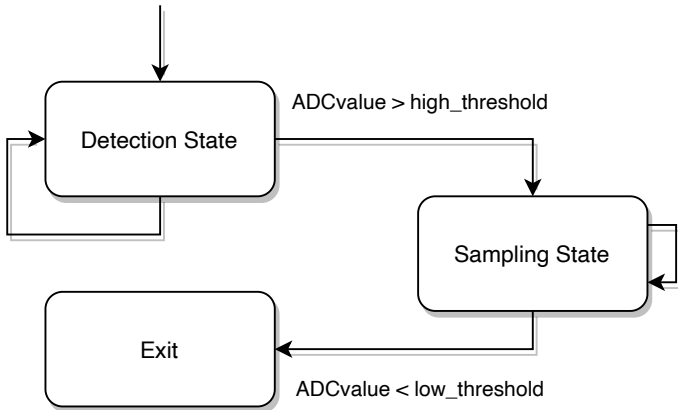 ADCvalue > high_threshold
Detection State
Sampling State
Exit
ADCvalue < low_threshold